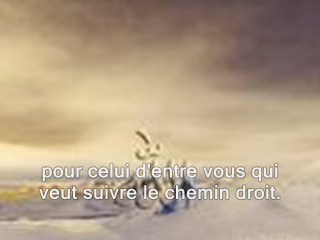 pour celui d'entre vous qui
veut suivre le chemin droit.